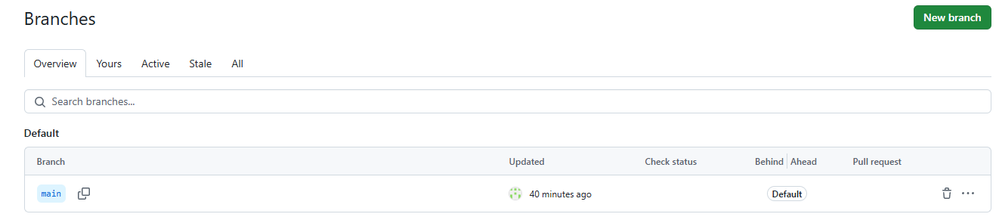 Branches
New branch
Overview Yours Active Stale All
Search branches...
Default
Branch Updated Check status Behind Ahead Pull request
main 40 minutes ago Default